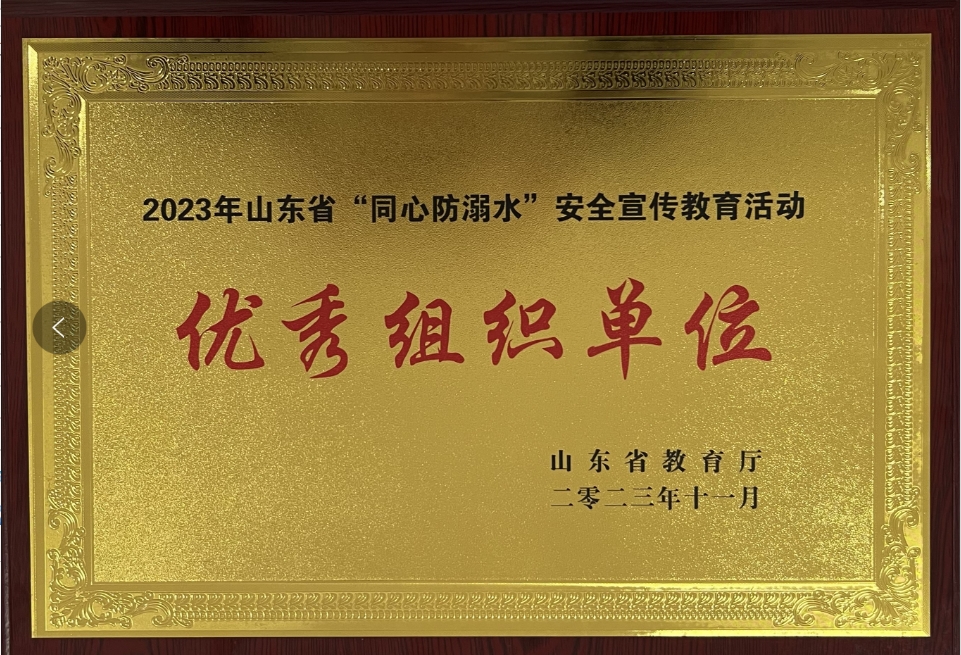 2023年山东省“同心防溺水”安全宣传教育活动
优秀组织单位
山东省教育厅
二零二三年十一月